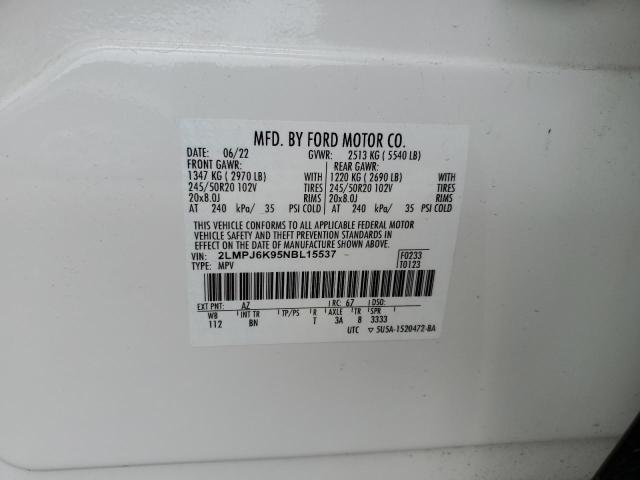 MFD. BY FORD MOTOR CO.
DATE: 06/22 GVWR: 2513 KG ( 5540 LB)
FRONT GAWR: REAR GAWR:
1347 KG ( 2970 LB) WITH 1220 KG ( 2690 LB) WITH
245/50R20 102V TIRES 245/50R20 102V TIRES
20x8.0J RIMS 20x8.0J RIMS
AT 240 kPa/ 35 PSI COLD AT 240 kPa/ 35 PSI COLD
THIS VEHICLE CONFORMS TO ALL APPLICABLE FEDERAL MOTOR
VEHICLE SAFETY AND THEFT PREVENTION STANDARDS IN
EFFECT ON THE DATE OF MANUFACTURE SHOWN ABOVE.
VIN: 2LMPJ6K95NBL15537 F0233
TYPE: MPV T0123
EXT PNT: AZ RC: 67 DSO:
WB INT TR TP/PS R AXLE TR SPR
112 BN T 3A 8 3333
UTC ▽ 5U5A-1520472-BA